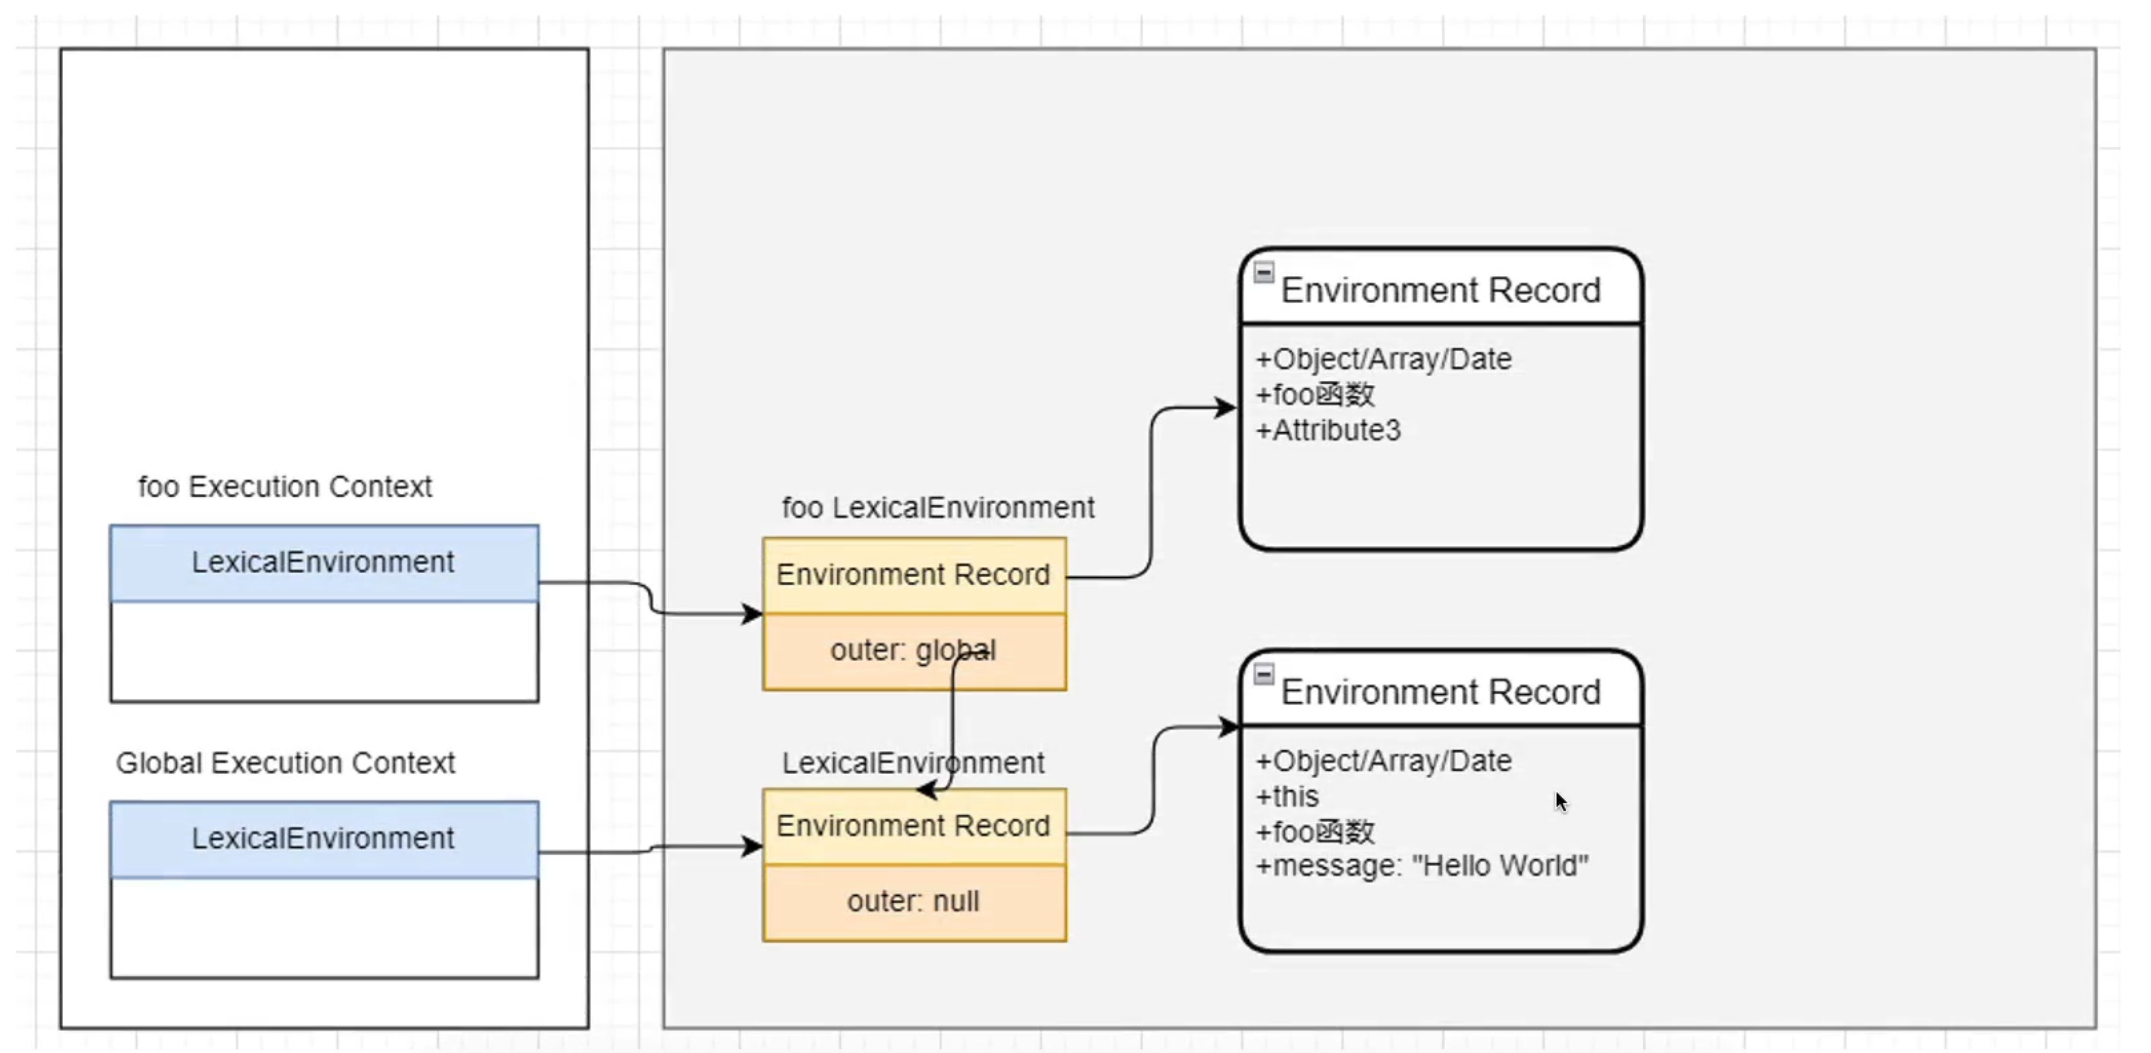 foo Execution Context
LexicalEnvironment
Global Execution Context
LexicalEnvironment
foo LexicalEnvironment
Environment Record
outer: global
LexicalEnvironment
Environment Record
outer: null
Environment Record
+Object/Array/Date
+foo函数
+Attribute3
Environment Record
+Object/Array/Date
+this
+foo函数
+message: "Hello World"